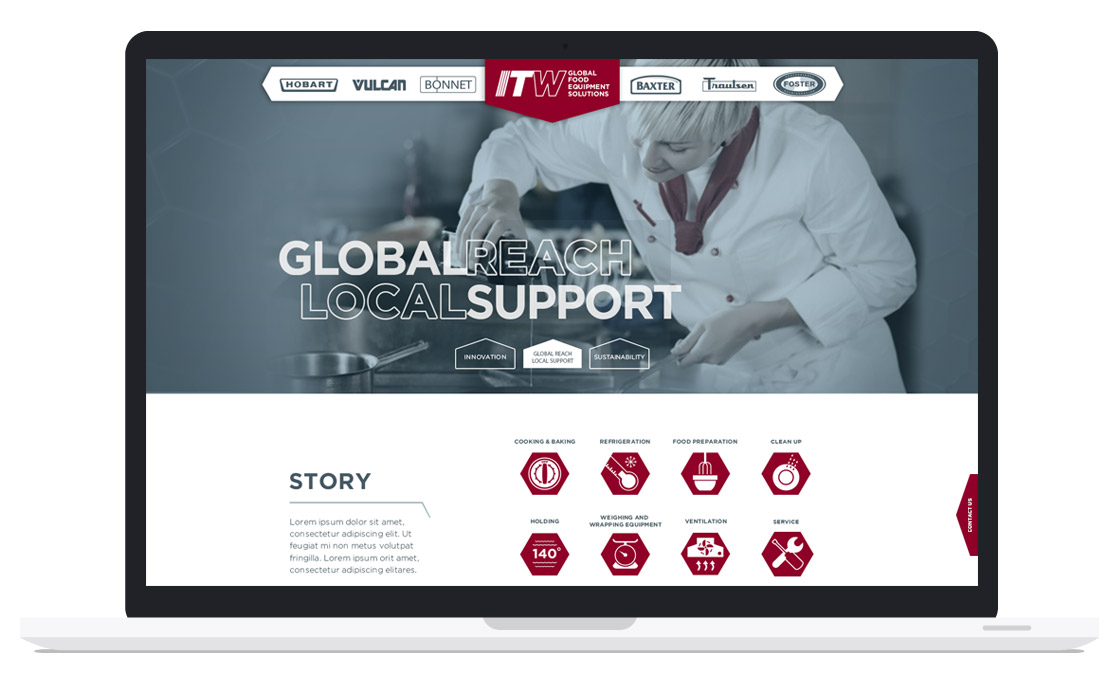 HOBART
VULCAN
BONNET
ITW
GLOBAL
FOOD
EQUIPMENT
SOLUTIONS
BAXTER
Traulsen
FOSTER
GLOBALREACH
LOCALSUPPORT
INNOVATION
GLOBAL REACH
LOCAL SUPPORT
SUSTAINABILITY
STORY
Lorem ipsum dolor sit amet,
consectetur adipiscing elit. Ut
feugiat mi non metus volutpat
fringilla. Lorem ipsum orit amet,
consectetur adipiscing elitares.
COOKING & BAKING
REFRIGERATION
FOOD PREPARATION
CLEAN UP
HOLDING
140°
WEIGHING AND
WRAPPING EQUIPMENT
VENTILATION
SERVICE
CONTACT US